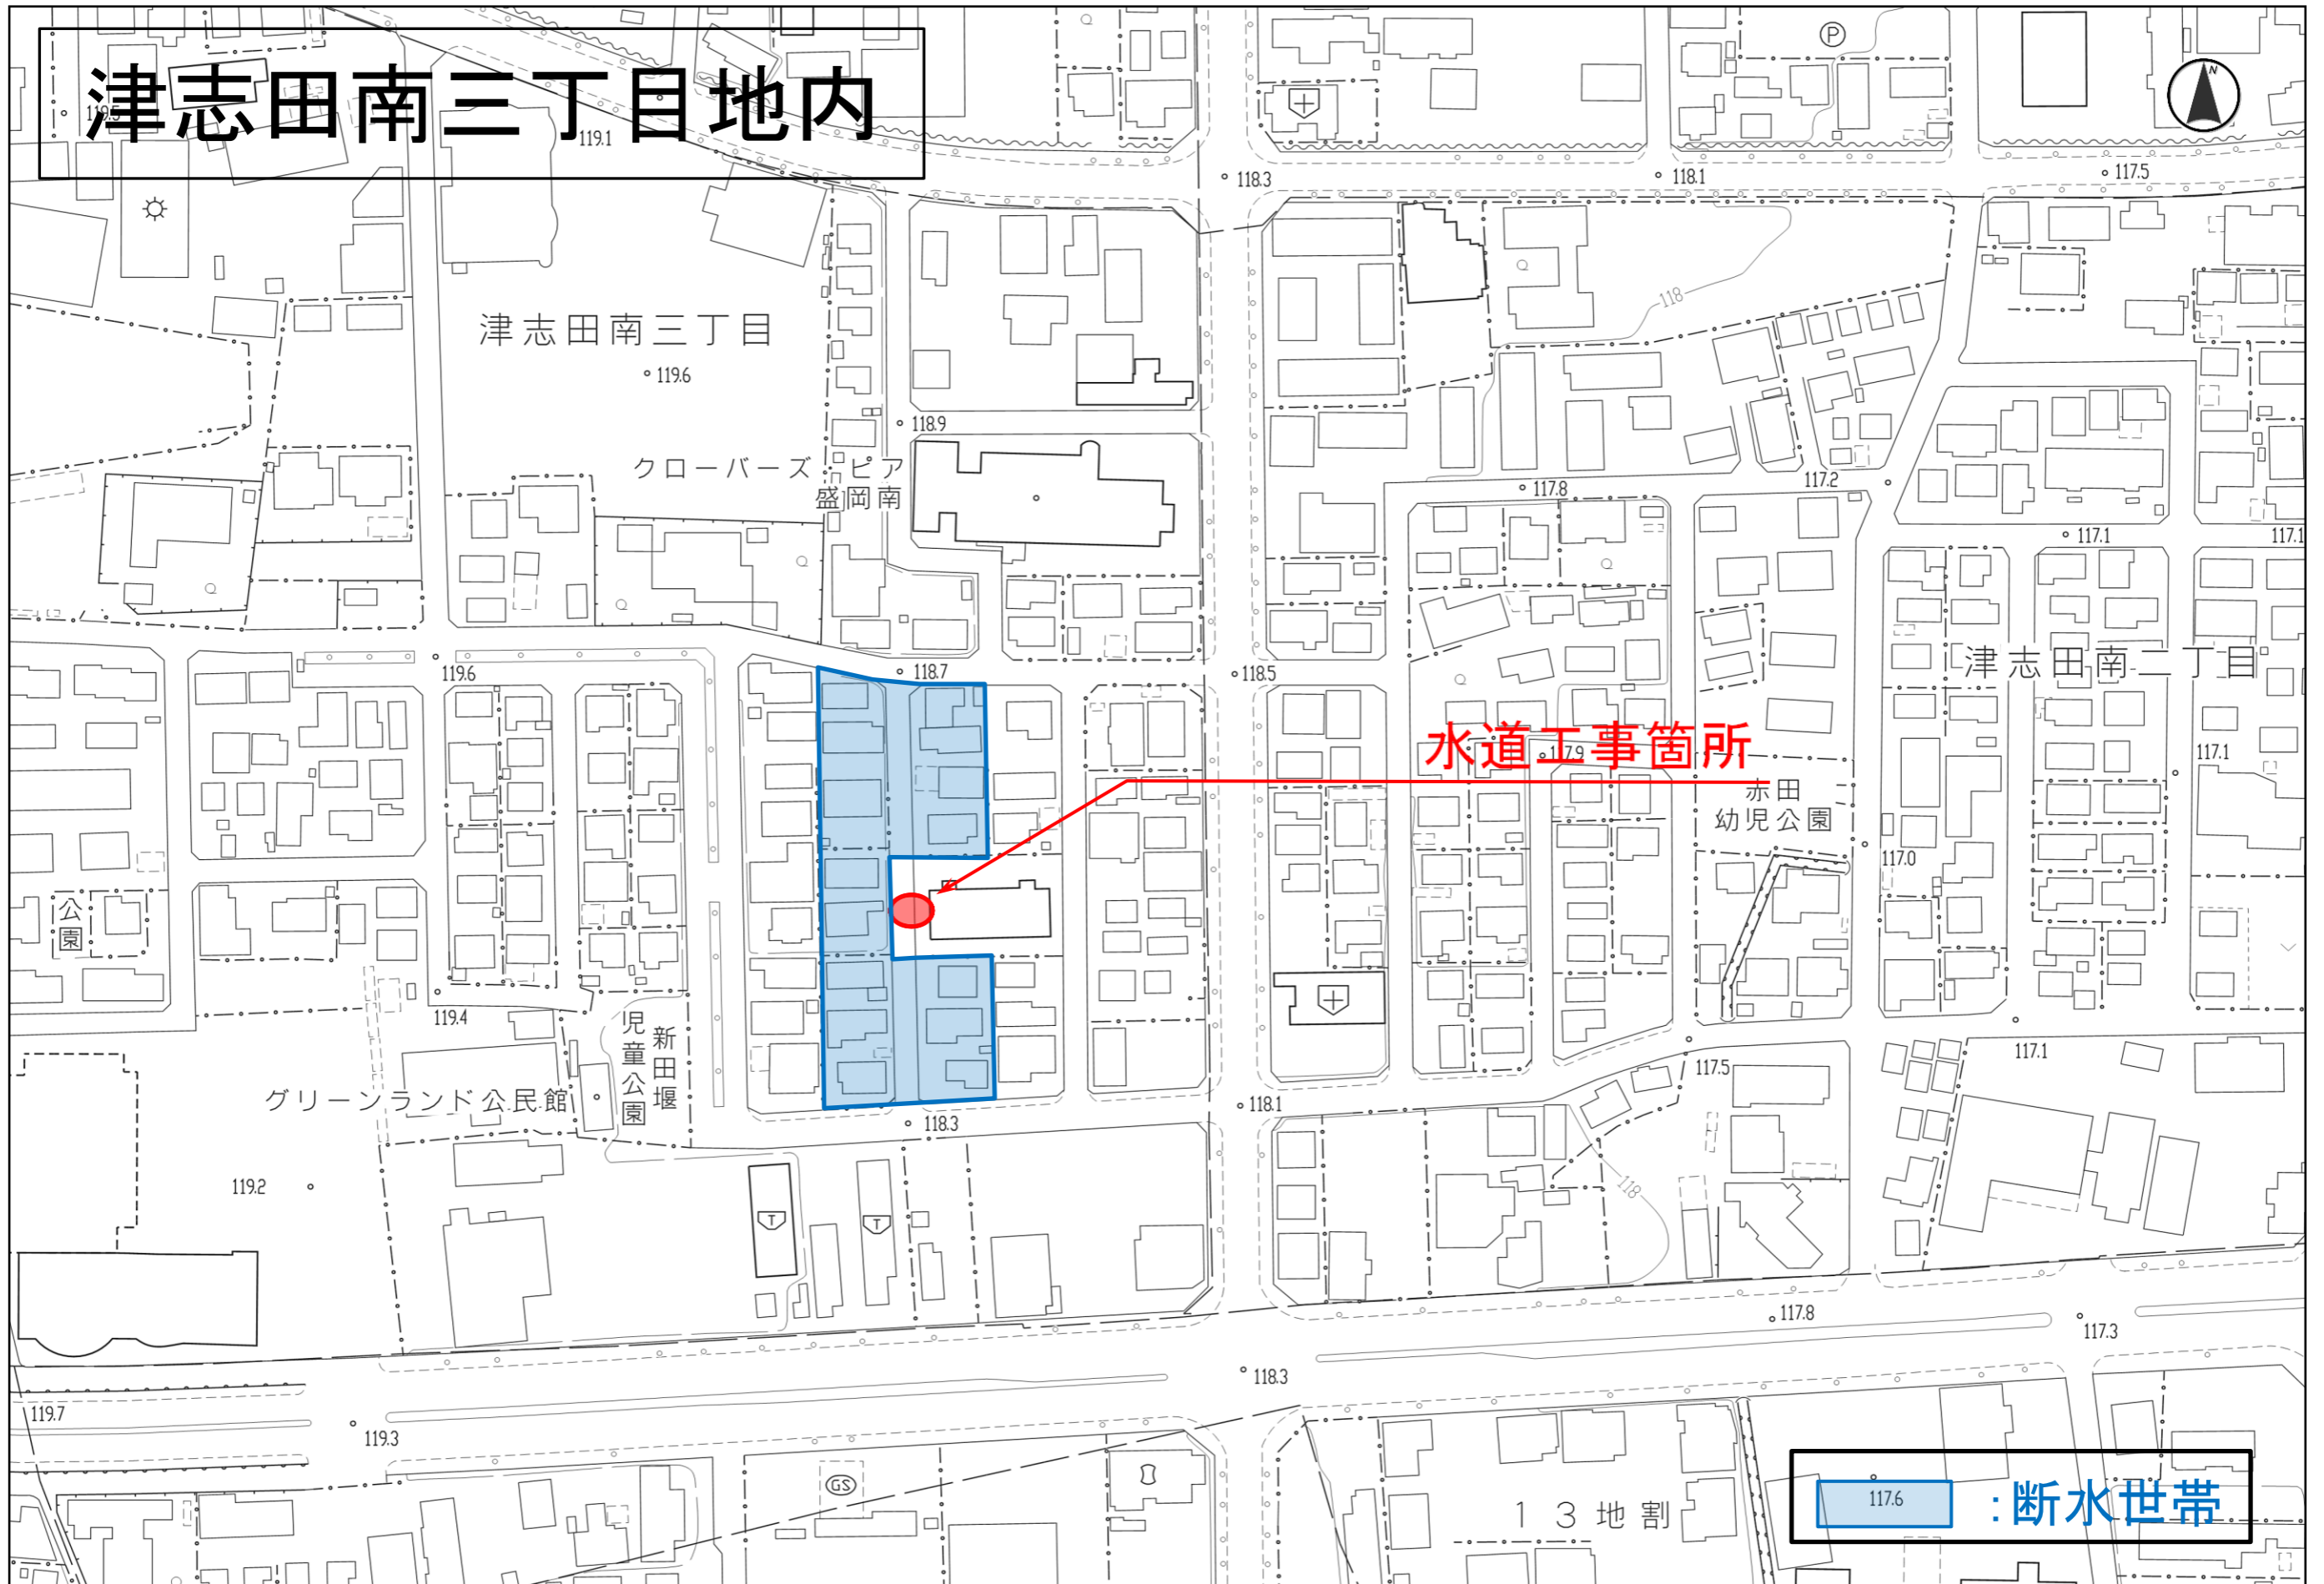 津志田南三丁目地内
119.5
119.1
P
N
118.3
118.1
117.5
118
津志田南三丁目
119.6
118.9
クローバーズ・ピア
盛岡南
117.8
117.2
117.1
117.1
119.6
118.7
118.5
津志田南二丁目
水道工事箇所
117.9
117.1
赤田
幼児公園
117.0
公園
119.4
新田堰
児童公園
グリーンランド公民館
117.5
117.1
118.1
118.3
119.2
118
T
T
117.8
117.3
118.3
119.7
119.3
GS
13地割
117.6
:断水世帯